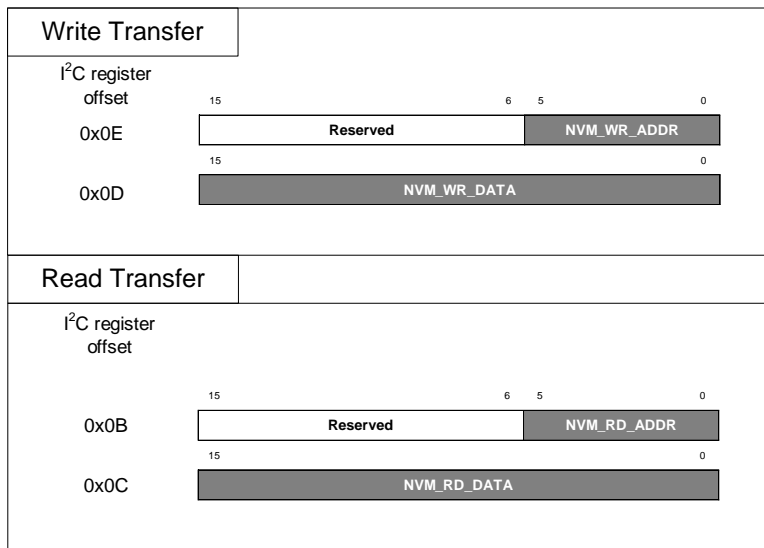 Write Transfer
I²C register
offset
15 6 5 0
0x0E Reserved NVM_WR_ADDR
15 0
0x0D NVM_WR_DATA
Read Transfer
I²C register
offset
15 6 5 0
0x0B Reserved NVM_RD_ADDR
15 0
0x0C NVM_RD_DATA